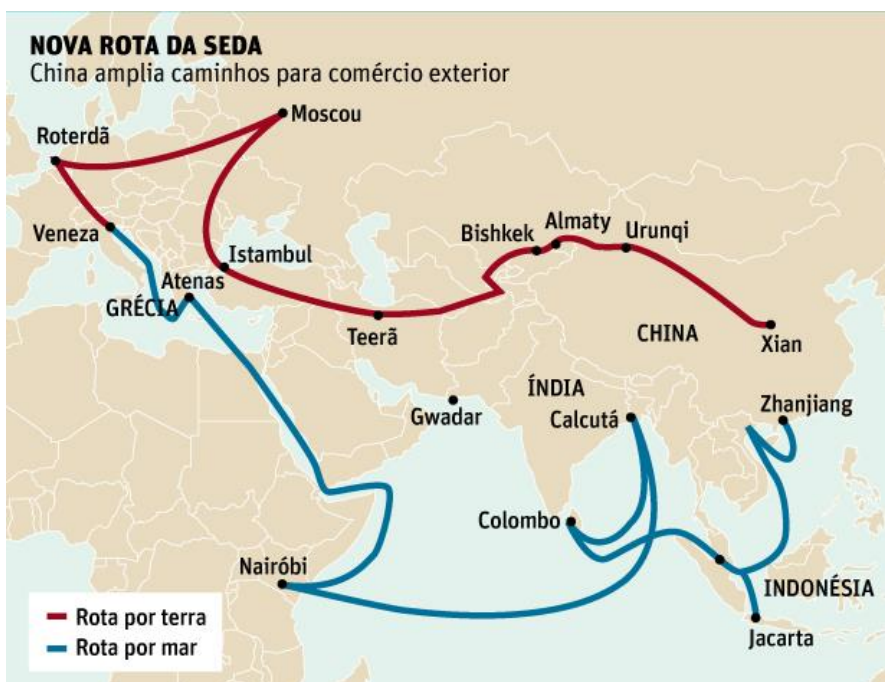 NOVA ROTA DA SEDA
China amplia caminhos para comércio exterior
Moscou
Roterdã
Veneza
Istambul
Bishkek
Almaty
Urunqi
Atenas
GRÉCIA
Teerã
CHINA
Xian
Gwadar
ÍNDIA
Calcutá
Zhanjiang
Colombo
Nairóbi
INDONÉSIA
Jacarta
Rota por terra
Rota por mar